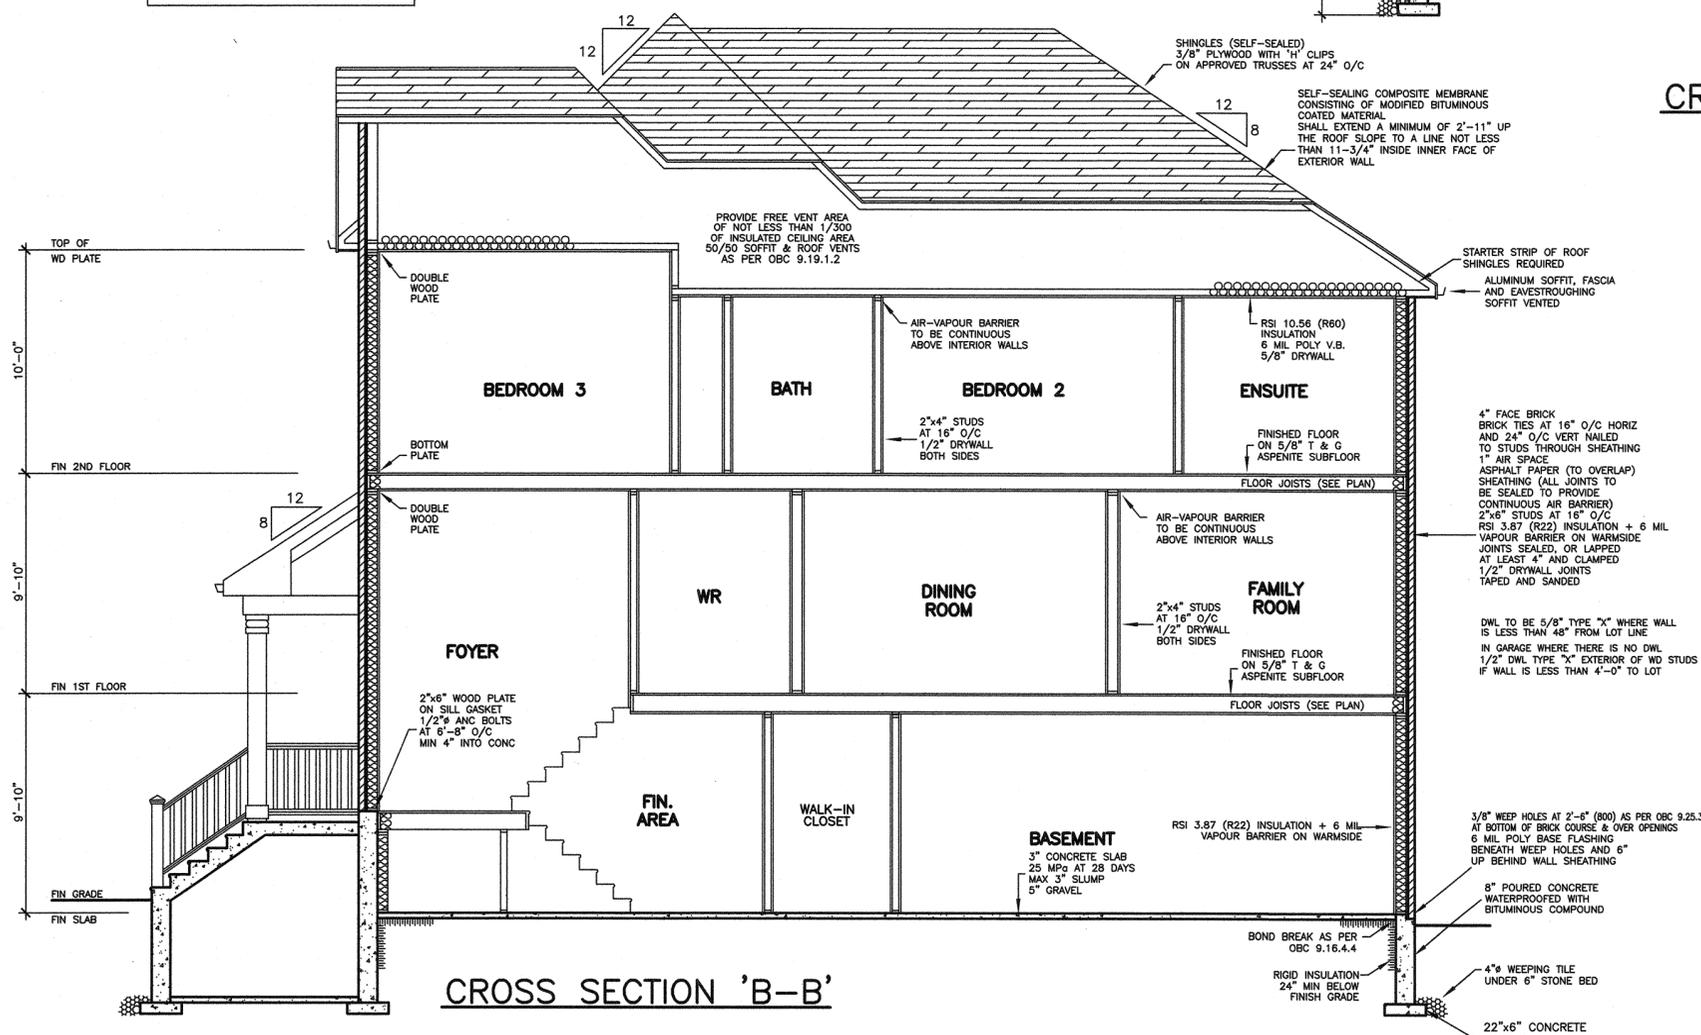 12
12
SHINGLES (SELF-SEALED)
3/8" PLYWOOD WITH 'H' CLIPS
ON APPROVED TRUSSES AT 24" O/C
CR
SELF-SEALING COMPOSITE MEMBRANE
CONSISTING OF MODIFIED BITUMINOUS
COATED MATERIAL
SHALL EXTEND A MINIMUM OF 2'-11" UP
THE ROOF SLOPE TO A LINE NOT LESS
THAN 11-3/4" INSIDE INNER FACE OF
EXTERIOR WALL
12
8
PROVIDE FREE VENT AREA
OF NOT LESS THAN 1/300
OF INSULATED CEILING AREA
50/50 SOFFIT & ROOF VENTS
AS PER OBC 9.19.1.2
TOP OF
WD PLATE
DOUBLE
WOOD
PLATE
STARTER STRIP OF ROOF
SHINGLES REQUIRED
ALUMINUM SOFFIT, FASCIA
AND EAVESTROUGHING
SOFFIT VENTED
AIR-VAPOUR BARRIER
TO BE CONTINUOUS
ABOVE INTERIOR WALLS
RSI 10.56 (R60)
INSULATION
6 MIL POLY V.B.
5/8" DRYWALL
10'-0"
BEDROOM 3
BATH
BEDROOM 2
ENSUITE
2"x4" STUDS
AT 16" O/C
1/2" DRYWALL
BOTH SIDES
FINISHED FLOOR
ON 5/8" T & G
ASPENITE SUBFLOOR
BOTTOM
PLATE
FIN 2ND FLOOR
FLOOR JOISTS (SEE PLAN)
4" FACE BRICK
BRICK TIES AT 16" O/C HORIZ
AND 24" O/C VERT NAILED
TO STUDS THROUGH SHEATHING
1" AIR SPACE
ASPHALT PAPER (TO OVERLAP)
SHEATHING (ALL JOINTS TO
BE SEALED TO PROVIDE
CONTINUOUS AIR BARRIER)
2"x6" STUDS AT 16" O/C
RSI 3.87 (R22) INSULATION + 6 MIL
VAPOUR BARRIER ON WARMSIDE
JOINTS SEALED, OR LAPPED
AT LEAST 4" AND CLAMPED
1/2" DRYWALL JOINTS
TAPED AND SANDED
12
8
DOUBLE
WOOD
PLATE
AIR-VAPOUR BARRIER
TO BE CONTINUOUS
ABOVE INTERIOR WALLS
9'-10"
WR
DINING
ROOM
FAMILY
ROOM
2"x4" STUDS
AT 16" O/C
1/2" DRYWALL
BOTH SIDES
DWL TO BE 5/8" TYPE "X" WHERE WALL
IS LESS THAN 48" FROM LOT LINE
IN GARAGE WHERE THERE IS NO DWL
1/2" DWL TYPE "X" EXTERIOR OF WD STUDS
IF WALL IS LESS THAN 4'-0" TO LOT
FOYER
FINISHED FLOOR
ON 5/8" T & G
ASPENITE SUBFLOOR
FIN 1ST FLOOR
FLOOR JOISTS (SEE PLAN)
2"x6" WOOD PLATE
ON SILL GASKET
1/2"ø ANC BOLTS
AT 6'-8" O/C
MIN 4" INTO CONC
9'-10"
FIN.
AREA
WALK-IN
CLOSET
BASEMENT
3" CONCRETE SLAB
25 MPa AT 28 DAYS
MAX 3" SLUMP
5" GRAVEL
RSI 3.87 (R22) INSULATION + 6 MIL
VAPOUR BARRIER ON WARMSIDE
3/8" WEEP HOLES AT 2'-6" (800) AS PER OBC 9.25.3
AT BOTTOM OF BRICK COURSE & OVER OPENINGS
6 MIL POLY BASE FLASHING
BENEATH WEEP HOLES AND 6"
UP BEHIND WALL SHEATHING
8" POURED CONCRETE
WATERPROOFED WITH
BITUMINOUS COMPOUND
FIN GRADE
FIN SLAB
BOND BREAK AS PER
OBC 9.16.4.4
RIGID INSULATION
24" MIN BELOW
FINISH GRADE
4"ø WEEPING TILE
UNDER 6" STONE BED
22"x6" CONCRETE
CROSS SECTION 'B-B'